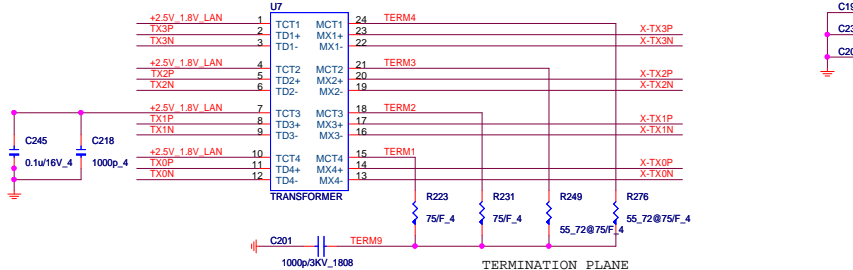 U7
+2.5V_1.8V_LAN 1 TCT1 MCT1 24 TERM4
TX3P 2 TD1+ MX1+ 23 X-TX3P
TX3N 3 TD1- MX1- 22 X-TX3N
+2.5V_1.8V_LAN 4 TCT2 MCT2 21 TERM3
TX2P 5 TD2+ MX2+ 20 X-TX2P
TX2N 6 TD2- MX2- 19 X-TX2N
+2.5V_1.8V_LAN 7 TCT3 MCT3 18 TERM2
TX1P 8 TD3+ MX3+ 17 X-TX1P
TX1N 9 TD3- MX3- 16 X-TX1N
+2.5V_1.8V_LAN 10 TCT4 MCT4 15 TERM1
TX0P 11 TD4+ MX4+ 14 X-TX0P
TX0N 12 TD4- MX4- 13 X-TX0N
TRANSFORMER
C245 C218
0.1u/16V_4 1000p_4
R223 R231 R249 R276
75/F_4 75/F_4 55_72@75/F_4 55_72@75/F_4
C201 TERM9
1000p/3KV_1808
TERMINATION PLANE